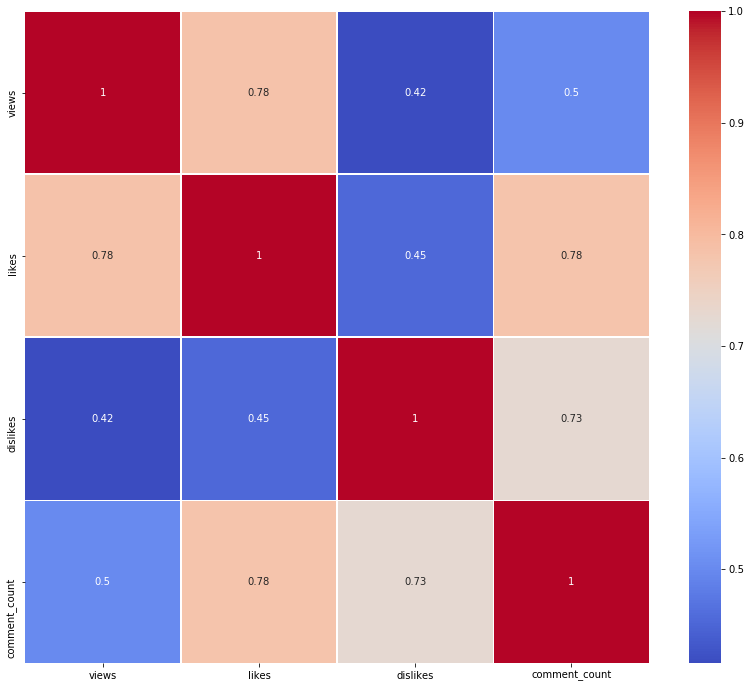 views 1 0.78 0.42 0.5
likes 0.78 1 0.45 0.78
dislikes 0.42 0.45 1 0.73
comment_count 0.5 0.78 0.73 1
views likes dislikes comment_count
1.0
0.9
0.8
0.7
0.6
0.5